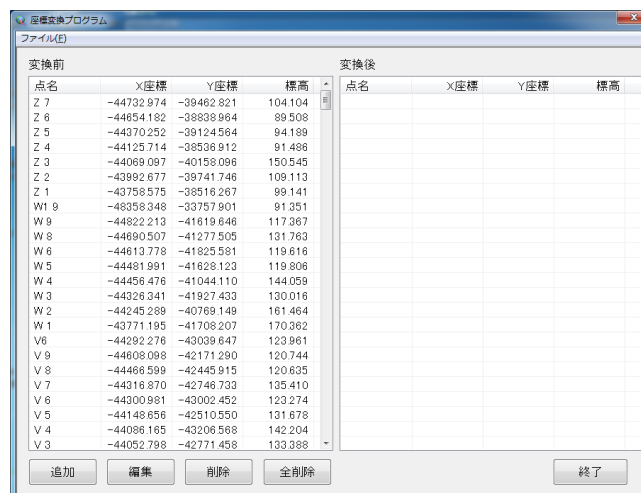 座標変換プログラム
ファイル(F)
変換前
点名 X座標 Y座標 標高
Z 7 -44732.974 -39462.821 104.104
Z 6 -44654.182 -38838.964 89.508
Z 5 -44370.252 -39124.564 94.189
Z 4 -44125.714 -38536.912 91.486
Z 3 -44069.097 -40158.096 150.545
Z 2 -43992.677 -39741.746 109.113
Z 1 -43758.575 -38516.267 99.141
W1 9 -48358.348 -33757.901 91.351
W 9 -44822.213 -41619.646 117.367
W 8 -44690.507 -41277.505 131.763
W 6 -44613.778 -41825.581 119.616
W 5 -44481.991 -41628.123 119.806
W 4 -44456.476 -41044.110 144.059
W 3 -44326.341 -41927.433 130.016
W 2 -44245.289 -40769.149 161.464
W 1 -43771.195 -41708.207 170.362
V6 -44292.276 -43039.647 123.961
V 9 -44608.098 -42171.290 120.744
V 8 -44466.599 -42445.915 120.635
V 7 -44316.870 -42746.733 135.410
V 6 -44300.981 -43002.452 123.274
V 5 -44148.656 -42510.550 131.678
V 4 -44086.165 -43206.568 142.204
V 3 -44052.798 -42771.458 133.388
変換後
点名 X座標 Y座標 標高
追加 編集 削除 全削除 終了